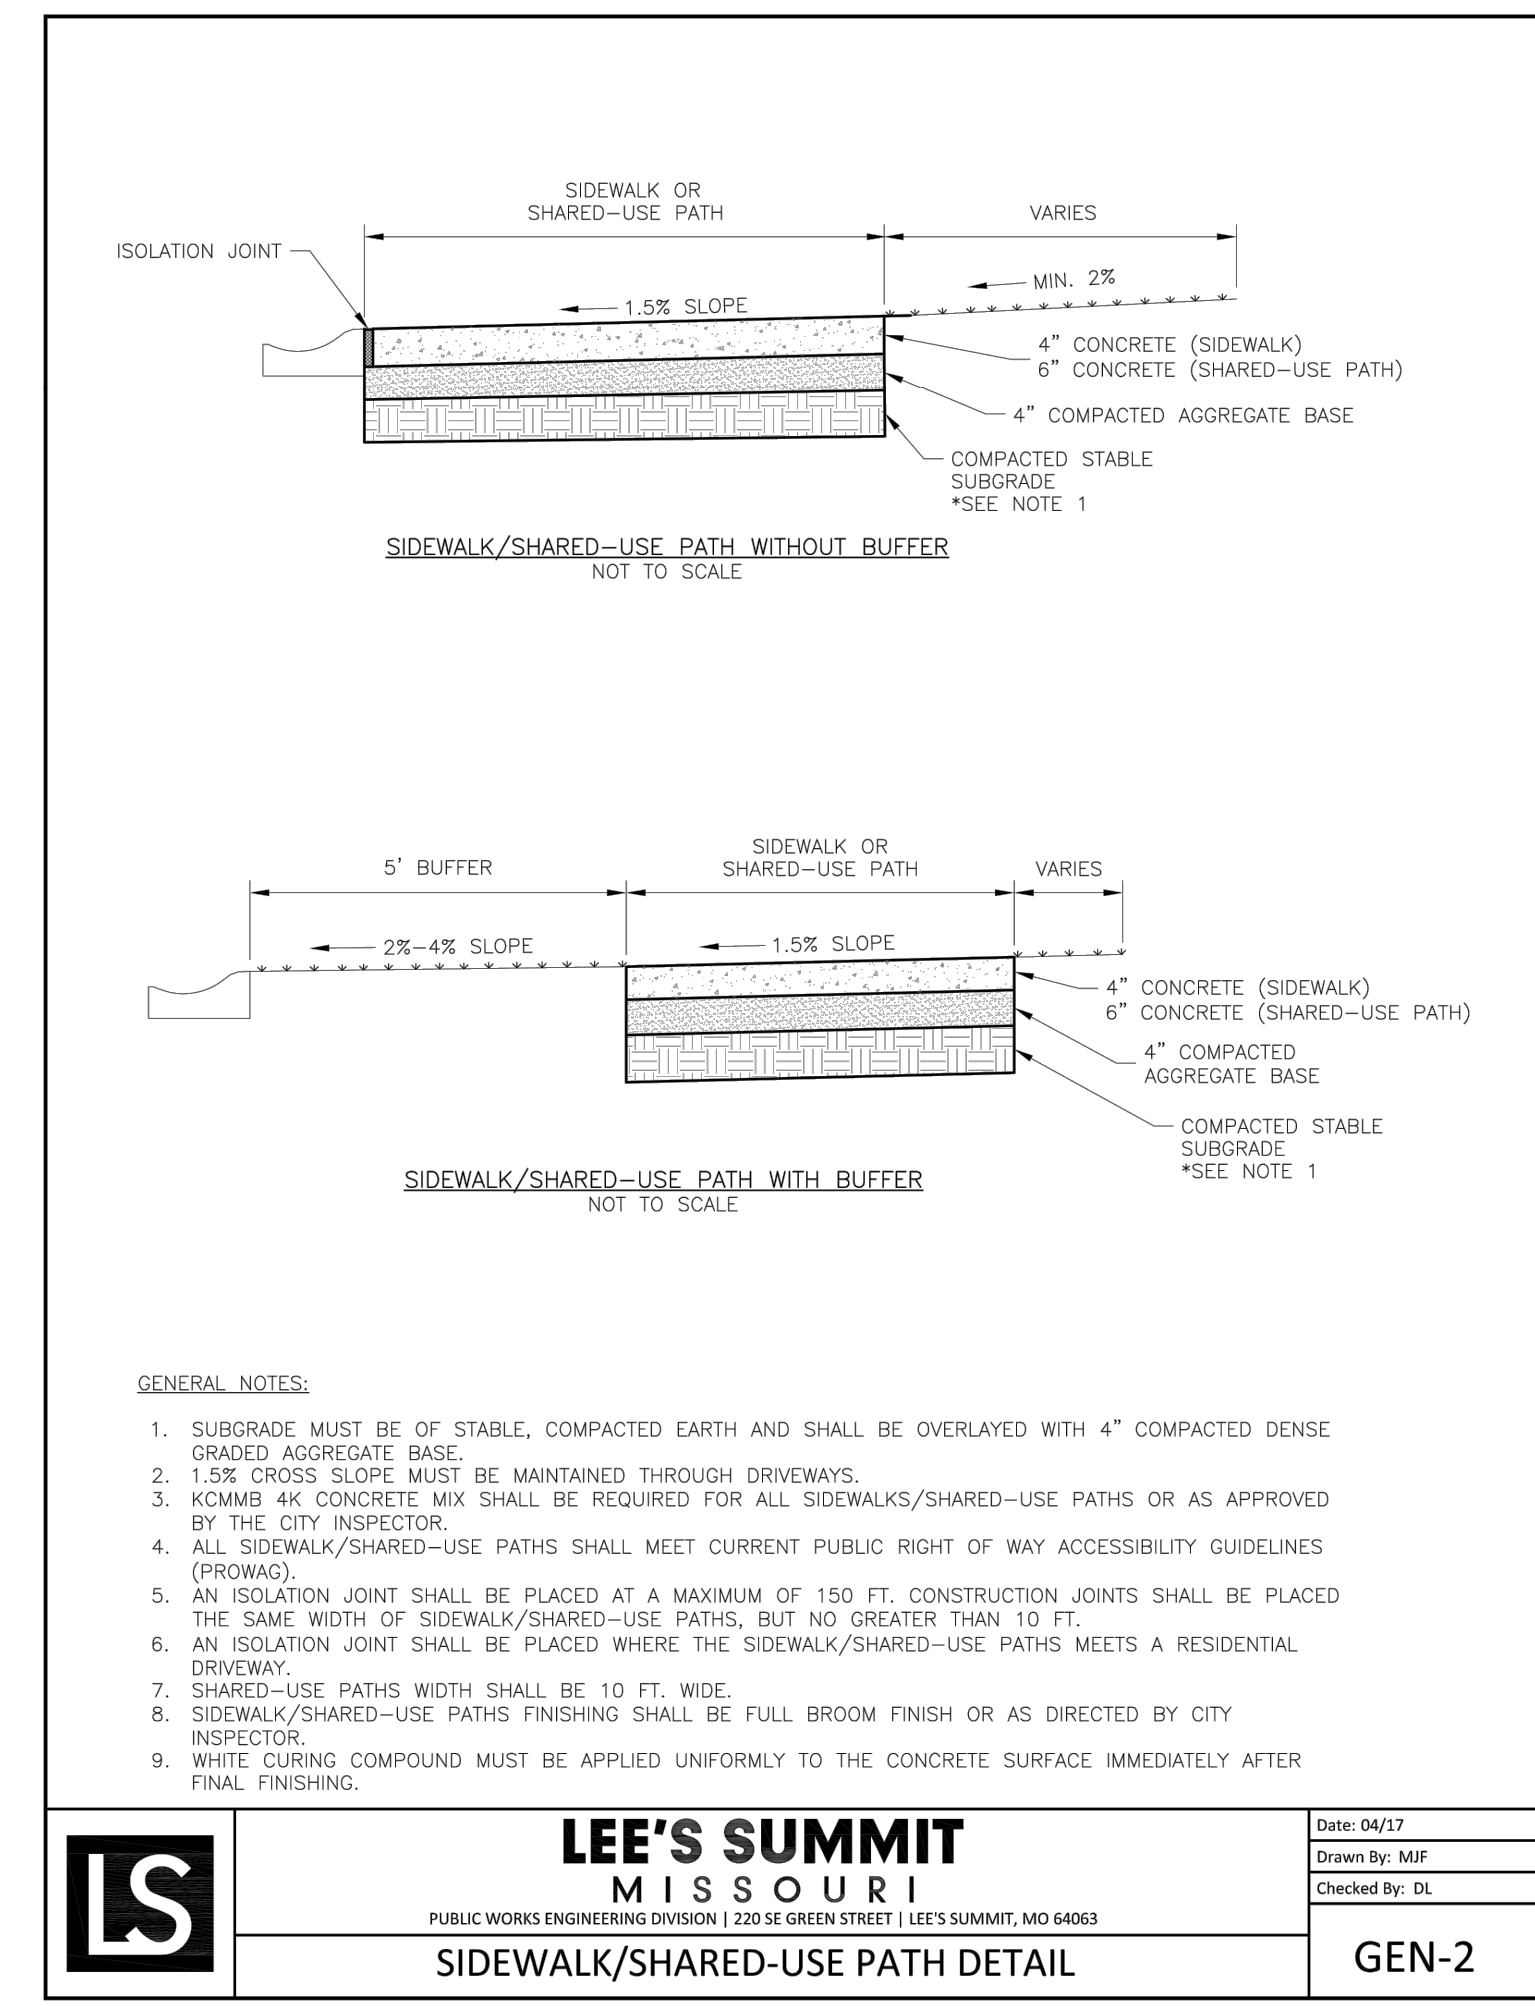 SIDEWALK OR
SHARED-USE PATH
VARIES
ISOLATION JOINT
MIN. 2%
1.5% SLOPE
4" CONCRETE (SIDEWALK)
6" CONCRETE (SHARED-USE PATH)
4" COMPACTED AGGREGATE BASE
COMPACTED STABLE
SUBGRADE
*SEE NOTE 1
SIDEWALK/SHARED-USE PATH WITHOUT BUFFER
NOT TO SCALE
5' BUFFER
SIDEWALK OR
SHARED-USE PATH
VARIES
2%-4% SLOPE
1.5% SLOPE
4" CONCRETE (SIDEWALK)
6" CONCRETE (SHARED-USE PATH)
4" COMPACTED
AGGREGATE BASE
COMPACTED STABLE
SUBGRADE
*SEE NOTE 1
SIDEWALK/SHARED-USE PATH WITH BUFFER
NOT TO SCALE
GENERAL NOTES:
1. SUBGRADE MUST BE OF STABLE, COMPACTED EARTH AND SHALL BE OVERLAYED WITH 4" COMPACTED DENSE
GRADED AGGREGATE BASE.
2. 1.5% CROSS SLOPE MUST BE MAINTAINED THROUGH DRIVEWAYS.
3. KCMMB 4K CONCRETE MIX SHALL BE REQUIRED FOR ALL SIDEWALKS/SHARED-USE PATHS OR AS APPROVED
BY THE CITY INSPECTOR.
4. ALL SIDEWALK/SHARED-USE PATHS SHALL MEET CURRENT PUBLIC RIGHT OF WAY ACCESSIBILITY GUIDELINES
(PROWAG).
5. AN ISOLATION JOINT SHALL BE PLACED AT A MAXIMUM OF 150 FT. CONSTRUCTION JOINTS SHALL BE PLACED
THE SAME WIDTH OF SIDEWALK/SHARED-USE PATHS, BUT NO GREATER THAN 10 FT.
6. AN ISOLATION JOINT SHALL BE PLACED WHERE THE SIDEWALK/SHARED-USE PATHS MEETS A RESIDENTIAL
DRIVEWAY.
7. SHARED-USE PATHS WIDTH SHALL BE 10 FT. WIDE.
8. SIDEWALK/SHARED-USE PATHS FINISHING SHALL BE FULL BROOM FINISH OR AS DIRECTED BY CITY
INSPECTOR.
9. WHITE CURING COMPOUND MUST BE APPLIED UNIFORMLY TO THE CONCRETE SURFACE IMMEDIATELY AFTER
FINAL FINISHING.
LS
LEE'S SUMMIT
MISSOURI
PUBLIC WORKS ENGINEERING DIVISION | 220 SE GREEN STREET | LEE'S SUMMIT, MO 64063
SIDEWALK/SHARED-USE PATH DETAIL
Date: 04/17
Drawn By: MJF
Checked By: DL
GEN-2